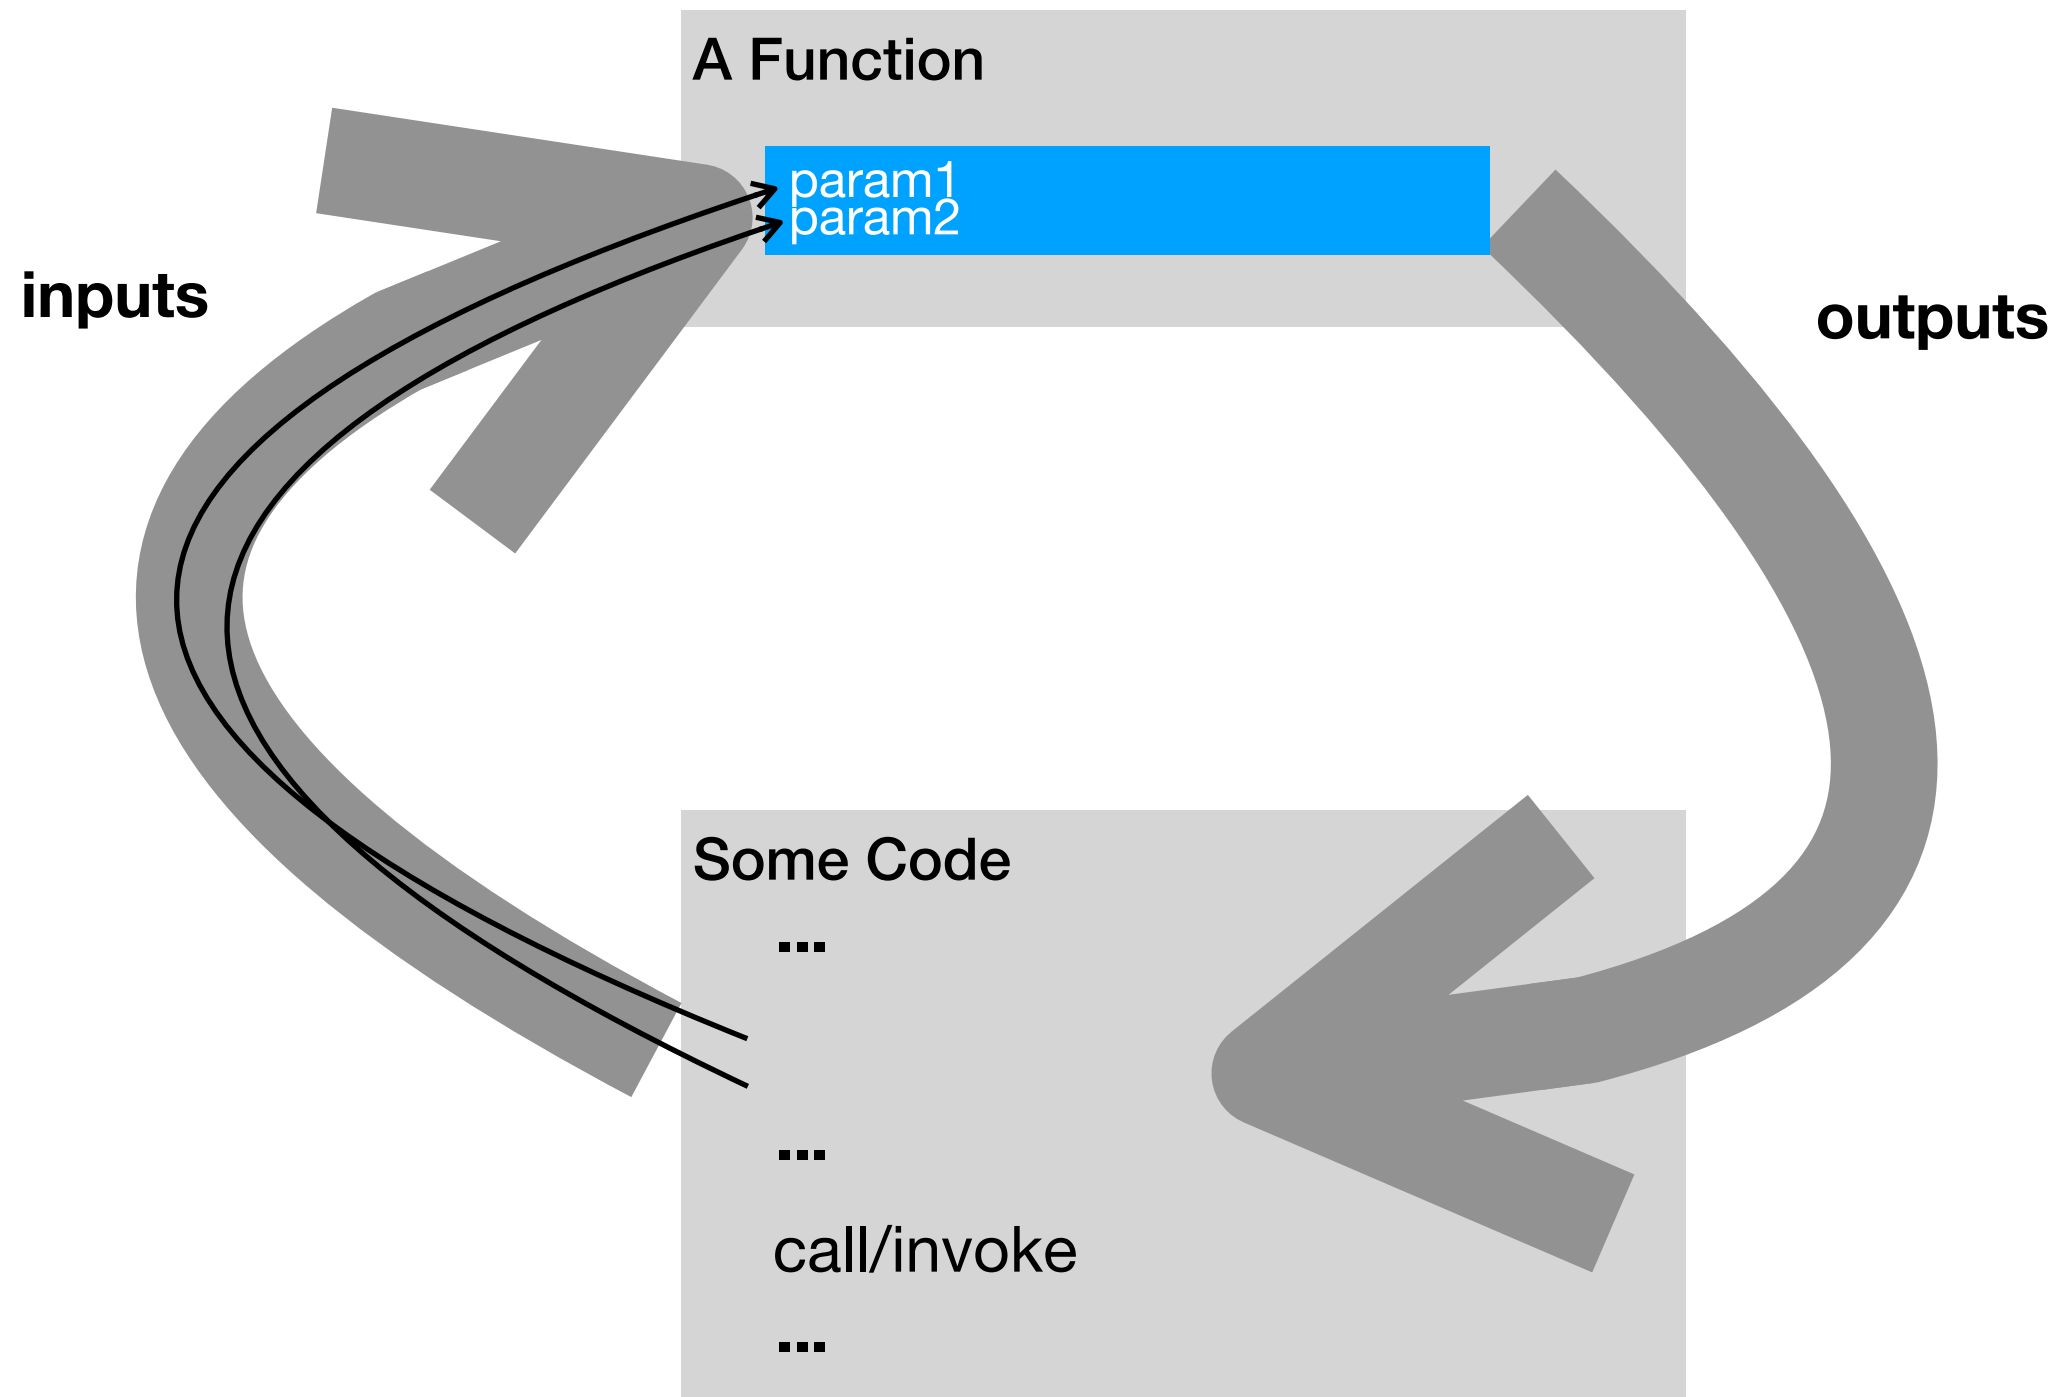 A Function
param1
param2
inputs
outputs
Some Code
...
...
call/invoke
...